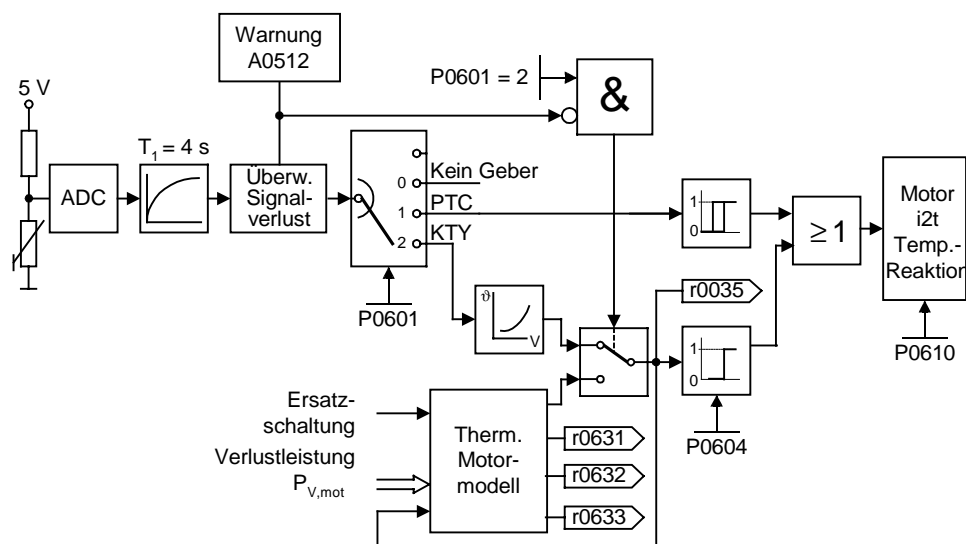 Warnung
A0512
P0601 = 2
&
5 V
T1 = 4 s
ADC
Überw.
Signal-
verlust
0
Kein Geber
1
PTC
2
KTY
P0601
1
0
≥ 1
Motor
i2t
Temp.-
Reaktion
P0610
ϑ
V
r0035
1
0
P0604
Ersatz-
schaltung
Verlustleistung
PV,mot
Therm.
Motor-
modell
r0631
r0632
r0633